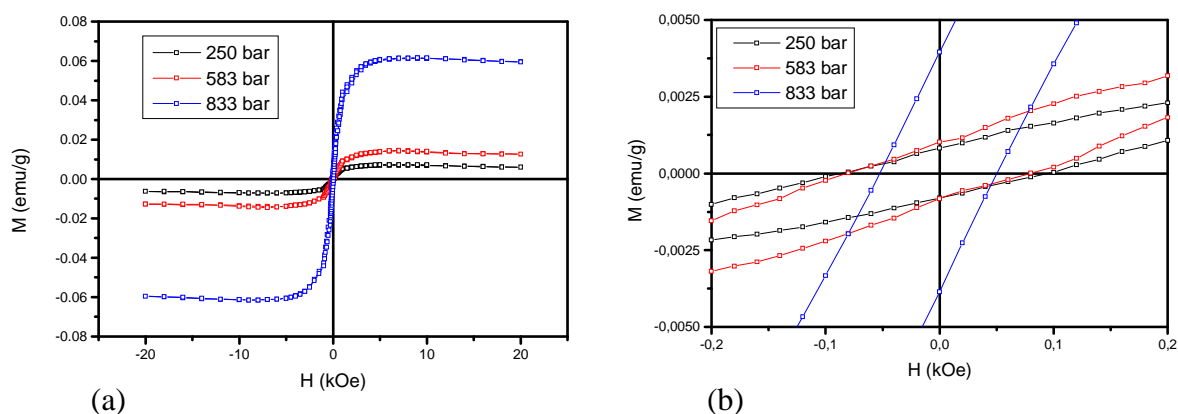 0.08
0.06
0.04
0.02
0.00
-0.02
-0.04
-0.06
-0.08
M (emu/g)
250 bar
583 bar
833 bar
-20
-10
0
10
20
H (kOe)
(a)
0,0050
0,0025
0,0000
-0,0025
-0,0050
M (emu/g)
250 bar
583 bar
833 bar
-0,2
-0,1
0,0
0,1
0,2
H (kOe)
(b)